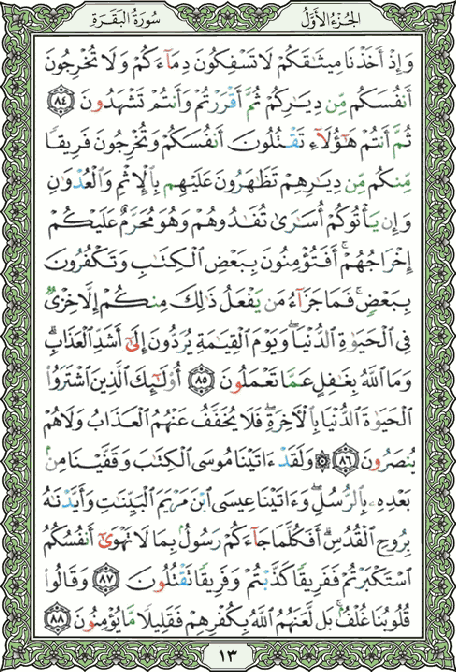 الجُزءُ الأَوَّلُ
سُورَةُ البَقَرَةِ
وَإِذْ أَخَذْنَا مِيثَٰقَكُمْ لَا تَسْفِكُونَ دِمَآءَكُمْ وَلَا تُخْرِجُونَ
أَنفُسَكُم مِّن دِيَٰرِكُمْ ثُمَّ أَقْرَرْتُمْ وَأَنتُمْ تَشْهَدُونَ ٨٤
ثُمَّ أَنتُمْ هَٰٓؤُلَآءِ تَقْتُلُونَ أَنفُسَكُمْ وَتُخْرِجُونَ فَرِيقًا
مِّنكُم مِّن دِيَٰرِهِمْ تَظَٰهَرُونَ عَلَيْهِم بِٱلْإِثْمِ وَٱلْعُدْوَٰنِ
وَإِن يَأْتُوكُمْ أُسَٰرَىٰ تُفَٰدُوهُمْ وَهُوَ مُحَرَّمٌ عَلَيْكُمْ
إِخْرَاجُهُمْ ۚ أَفَتُؤْمِنُونَ بِبَعْضِ ٱلْكِتَٰبِ وَتَكْفُرُونَ
بِبَعْضٍ ۚ فَمَا جَزَآءُ مَن يَفْعَلُ ذَٰلِكَ مِنكُمْ إِلَّا خِزْىٌ
فِى ٱلْحَيَوٰةِ ٱلدُّنْيَا ۖ وَيَوْمَ ٱلْقِيَٰمَةِ يُرَدُّونَ إِلَىٰٓ أَشَدِّ ٱلْعَذَابِ ۗ
وَمَا ٱللَّهُ بِغَٰفِلٍ عَمَّا تَعْمَلُونَ ٨٥ أُو۟لَٰٓئِكَ ٱلَّذِينَ ٱشْتَرَوُا۟
ٱلْحَيَوٰةَ ٱلدُّنْيَا بِٱلْءَاخِرَةِ ۖ فَلَا يُخَفَّفُ عَنْهُمُ ٱلْعَذَابُ وَلَا هُمْ
يُنصَرُونَ ٨٦ ۞ وَلَقَدْ ءَاتَيْنَا مُوسَى ٱلْكِتَٰبَ وَقَفَّيْنَا مِنۢ
بَعْدِهِۦ بِٱلرُّسُلِ ۖ وَءَاتَيْنَا عِيسَى ٱبْنَ مَرْيَمَ ٱلْبَيِّنَٰتِ وَأَيَّدْنَٰهُ
بِرُوحِ ٱلْقُدُسِ ۗ أَفَكُلَّمَا جَآءَكُمْ رَسُولٌۢ بِمَا لَا تَهْوَىٰٓ أَنفُسُكُمُ
ٱسْتَكْبَرْتُمْ فَفَرِيقًا كَذَّبْتُمْ وَفَرِيقًا تَقْتُلُونَ ٨٧ وَقَالُوا۟
قُلُوبُنَا غُلْفٌۢ ۚ بَل لَّعَنَهُمُ ٱللَّهُ بِكُفْرِهِمْ فَقَلِيلًا مَّا يُؤْمِنُونَ ٨٨
١٣